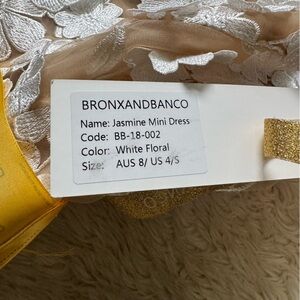 BRONXANDBANCO
Name: Jasmine Mini Dress
Code: BB-18-002
Color: White Floral
Size: AUS 8/ US 4/S